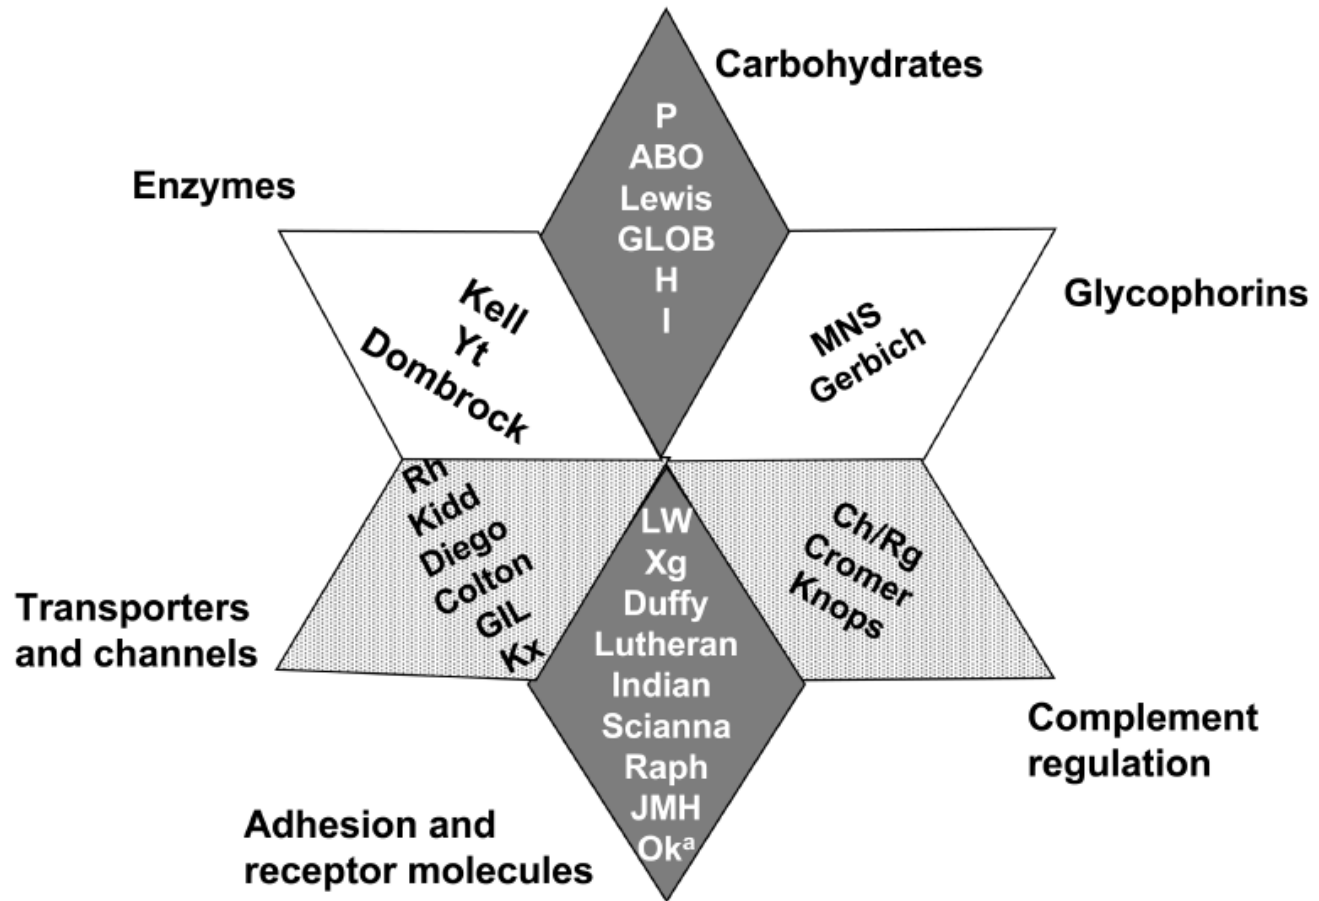 Carbohydrates
P
ABO
Lewis
GLOB
H
I
Enzymes
Kell
Yt
Dombrock
Glycophorins
MNS
Gerbich
Transporters
and channels
Rh
Kidd
Diego
Colton
GIL
Kx
Adhesion and
receptor molecules
LW
Xg
Duffy
Lutheran
Indian
Scianna
Raph
JMH
Okᵃ
Complement
regulation
Ch/Rg
Cromer
Knops